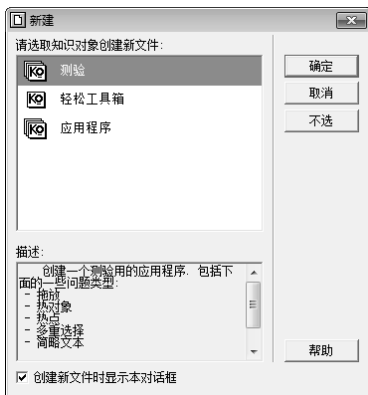 新建
请选取知识对象创建新文件:
KO 测验
KO 轻松工具箱
KO 应用程序
确定
取消
不选
描述:
创建一个测验用的应用程序. 包括下
面的一些问题类型:
- 拖放
- 热对象
- 热点
- 多重选择
- 简略文本
帮助
创建新文件时显示本对话框